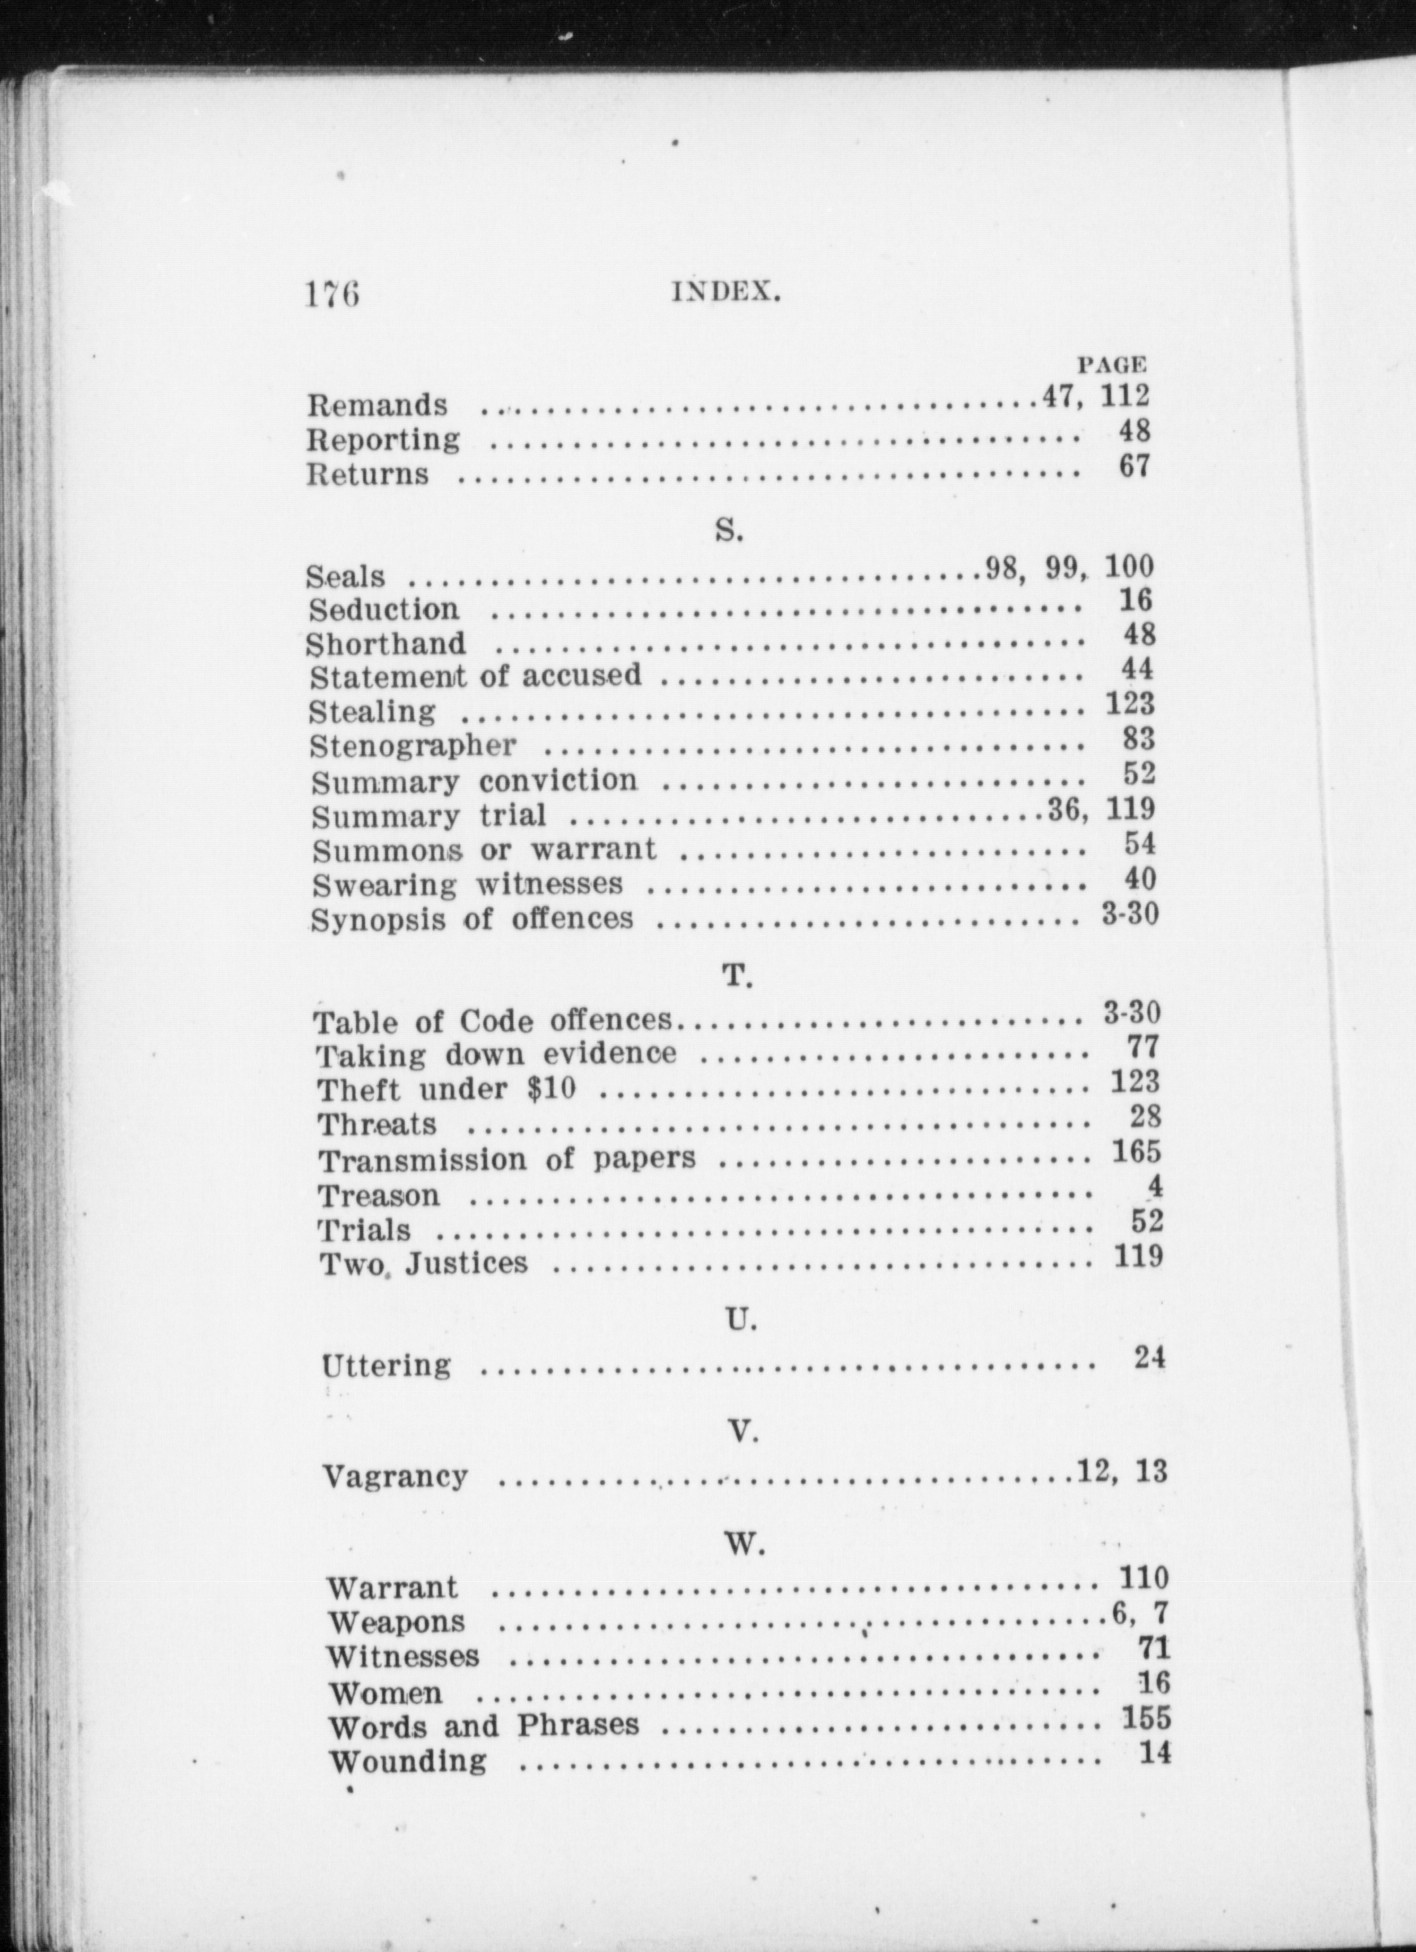 176 INDEX.
PAGE
Remands ..................................47, 112
Reporting .................................... 48
Returns ...................................... 67
S.
Seals ...................................98, 99, 100
Seduction .................................... 16
Shorthand .................................... 48
Statement of accused .......................... 44
Stealing ...................................... 123
Stenographer ................................. 83
Summary conviction .......................... 52
Summary trial .............................36, 119
Summons or warrant ......................... 54
Swearing witnesses ........................... 40
Synopsis of offences .......................... 3-30
T.
Table of Code offences......................... 3-30
Taking down evidence ........................ 77
Theft under $10 .............................. 123
Threats ...................................... 28
Transmission of papers ....................... 165
Treason ...................................... 4
Trials ........................................ 52
Two Justices ................................. 119
U.
Uttering ...................................... 24
V.
Vagrancy ...................................12, 13
W.
Warrant ..................................... 110
Weapons .....................................6, 7
Witnesses .................................... 71
Women ...................................... 16
Words and Phrases ........................... 155
Wounding .................................... 14